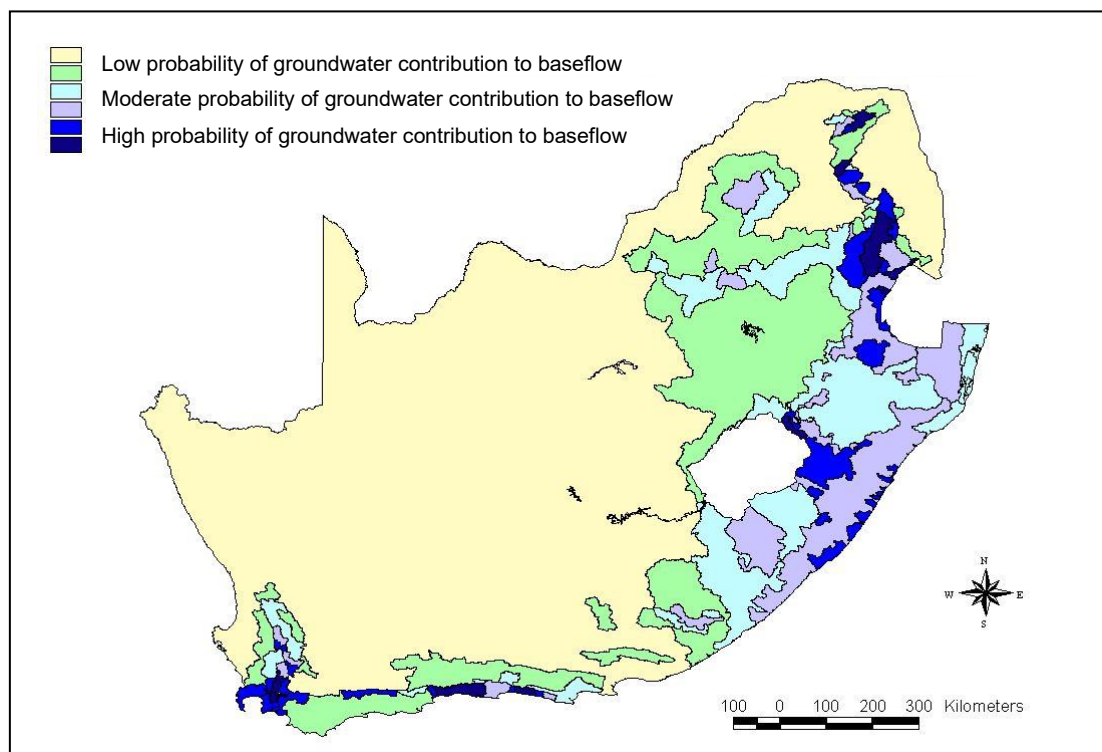 Low probability of groundwater contribution to baseflow
Moderate probability of groundwater contribution to baseflow
High probability of groundwater contribution to baseflow
N
W E
S
100 0 100 200 300 Kilometers